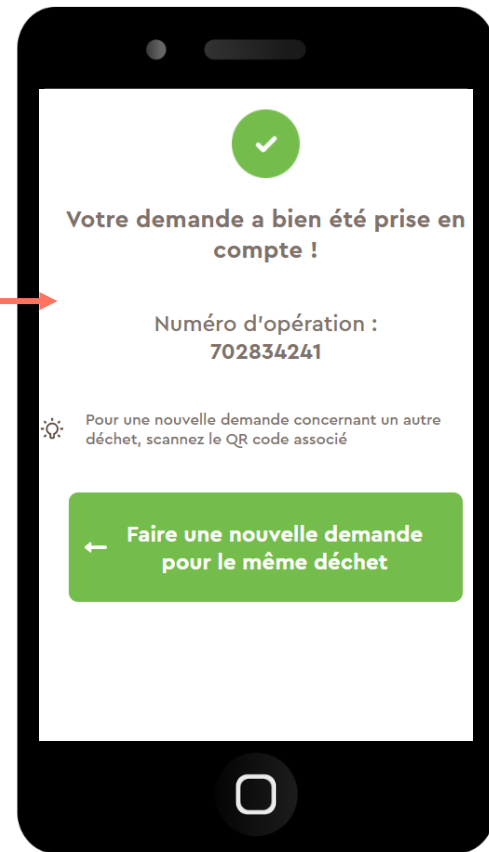 Votre demande a bien été prise en
compte !
Numéro d'opération :
702834241
Pour une nouvelle demande concernant un autre
déchet, scannez le QR code associé
Faire une nouvelle demande
pour le même déchet